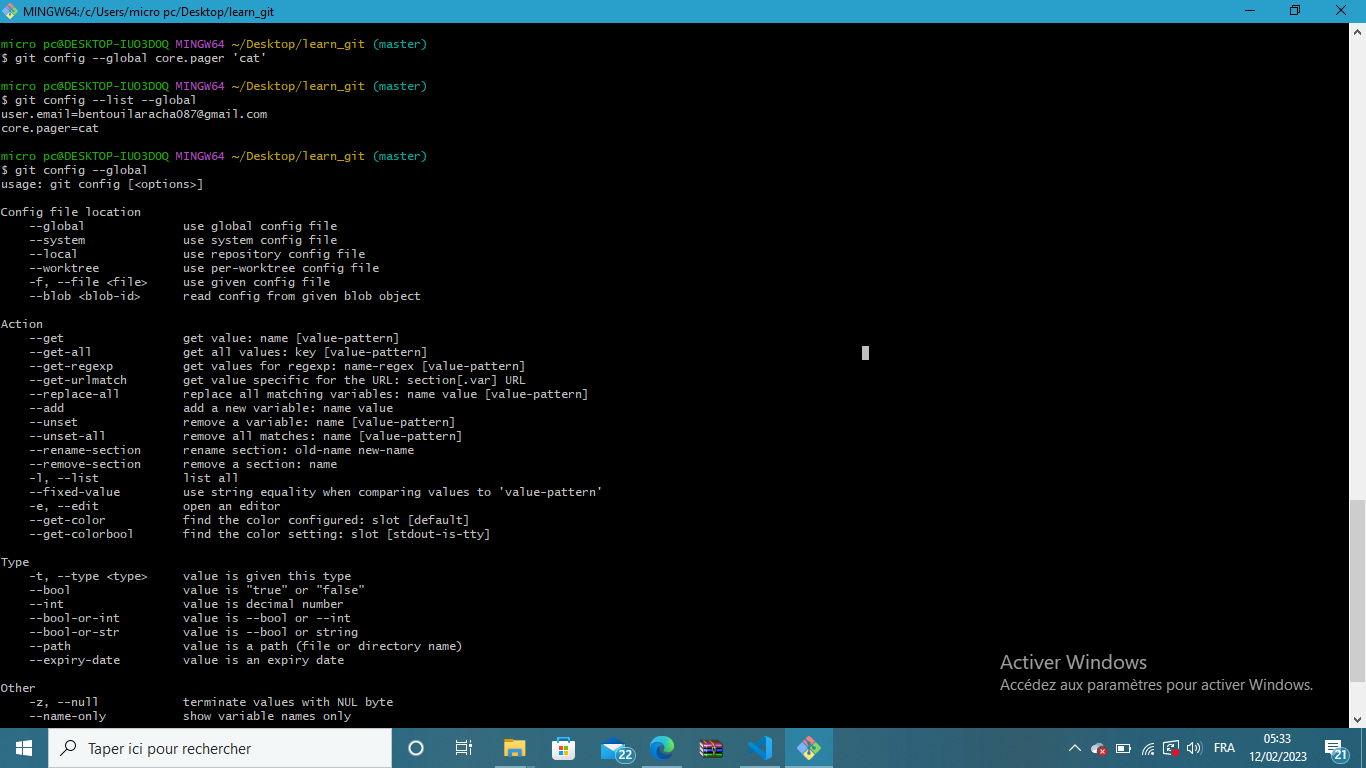 MINGW64:/c/Users/micro pc/Desktop/learn_git
micro pc@DESKTOP-IUO3DOQ MINGW64 ~/Desktop/learn_git (master)
$ git config --global core.pager 'cat'
micro pc@DESKTOP-IUO3DOQ MINGW64 ~/Desktop/learn_git (master)
$ git config --list --global
user.email=bentouilaracha087@gmail.com
core.pager=cat
micro pc@DESKTOP-IUO3DOQ MINGW64 ~/Desktop/learn_git (master)
$ git config --global
usage: git config [<options>]
Config file location
--global use global config file
--system use system config file
--local use repository config file
--worktree use per-worktree config file
-f, --file <file> use given config file
--blob <blob-id> read config from given blob object
Action
--get get value: name [value-pattern]
--get-all get all values: key [value-pattern]
--get-regexp get values for regexp: name-regex [value-pattern]
--get-urlmatch get value specific for the URL: section[.var] URL
--replace-all replace all matching variables: name value [value-pattern]
--add add a new variable: name value
--unset remove a variable: name [value-pattern]
--unset-all remove all matches: name [value-pattern]
--rename-section rename section: old-name new-name
--remove-section remove a section: name
-l, --list list all
--fixed-value use string equality when comparing values to 'value-pattern'
-e, --edit open an editor
--get-color find the color configured: slot [default]
--get-colorbool find the color setting: slot [stdout-is-tty]
Type
-t, --type <type> value is given this type
--bool value is "true" or "false"
--int value is decimal number
--bool-or-int value is --bool or --int
--bool-or-str value is --bool or string
--path value is a path (file or directory name)
--expiry-date value is an expiry date
Other
-z, --null terminate values with NUL byte
--name-only show variable names only
Activer Windows
Accédez aux paramètres pour activer Windows.
Taper ici pour rechercher
22
FRA
05:33
12/02/2023
21